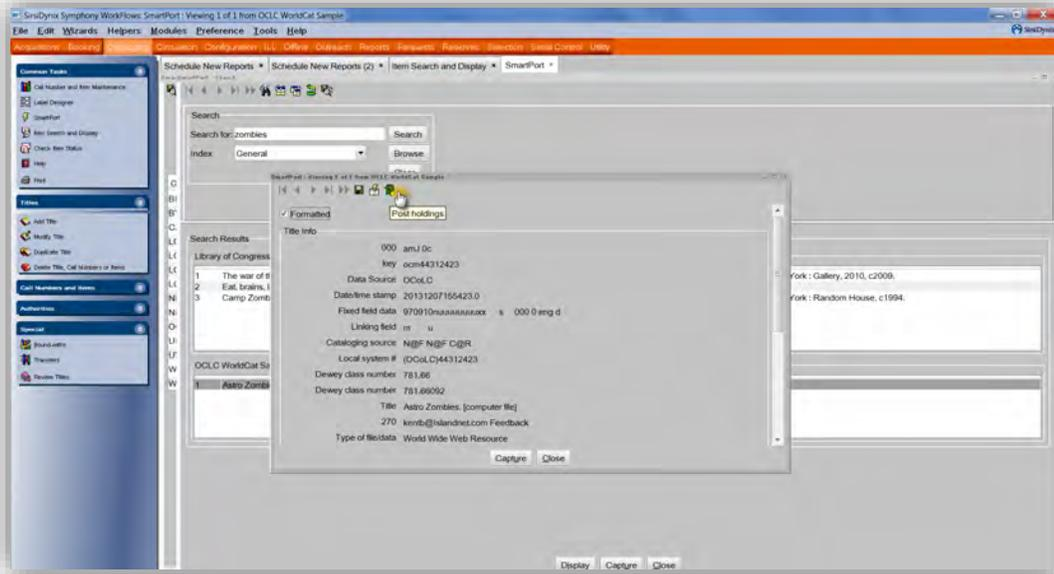 SirsiDynix Symphony WorkFlows: SmartPort : Viewing 1 of 1 from OCLC WorldCat Sample
File Edit Wizards Helpers Modules Preference Tools Help
SirsiDynix
Acquisitions Booking Cataloging Circulation Configuration ILL Offline Outreach Reports Requests Reserves Selection Serial Control Utility
Common Tasks
Call Number and Item Maintenance
Label Designer
SmartPort
Item Search and Display
Check Item Status
Help
Print
Titles
Add Title
Modify Title
Duplicate Title
Delete Title, Call Numbers or Items
Call Numbers and Items
Authorities
Special
Bound-withs
Transfers
Review Titles
Schedule New Reports × Schedule New Reports (2) × Item Search and Display × SmartPort ×
Search
Search for: zombies Search
Index General Browse
Search Results
Library of Congress
1 The war of t
2 Eat, brains, l
3 Camp Zomb
York : Gallery, 2010, c2009.
York : Random House, c1994.
OCLC WorldCat Sa
1 Astro Zombi
SmartPort : Viewing 1 of 1 from OCLC WorldCat Sample
Post holdings
Formatted
Title Info
000 amJ 0c
key ocm44312423
Data Source OCoLC
Date/time stamp 20131207155423.0
Fixed field data s 000 0 eng d
Linking field m u
Cataloging source N@F N@F C@R
Local system # (OCoLC)44312423
Dewey class number 781.66
Dewey class number 781.66092
Title Astro Zombies. [computer file]
270 kentb@islandnet.com Feedback
Type of file/data World Wide Web Resource
Capture Close
Display Capture Close